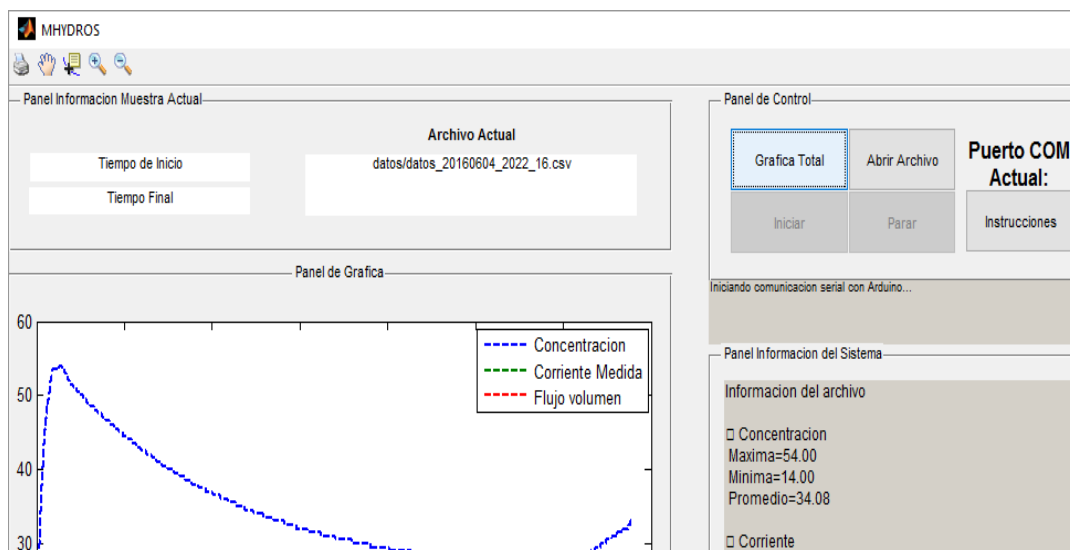 MHYDROS
Panel Informacion Muestra Actual
Archivo Actual
Tiempo de Inicio
datos/datos_20160604_2022_16.csv
Tiempo Final
Panel de Control
Grafica Total
Abrir Archivo
Puerto COM
Actual:
Iniciar
Parar
Instrucciones
Iniciando comunicacion serial con Arduino...
Panel de Grafica
60
50
40
30
Concentracion
Corriente Medida
Flujo volumen
Panel Informacion del Sistema
Informacion del archivo
Concentracion
Maxima=54.00
Minima=14.00
Promedio=34.08
Corriente